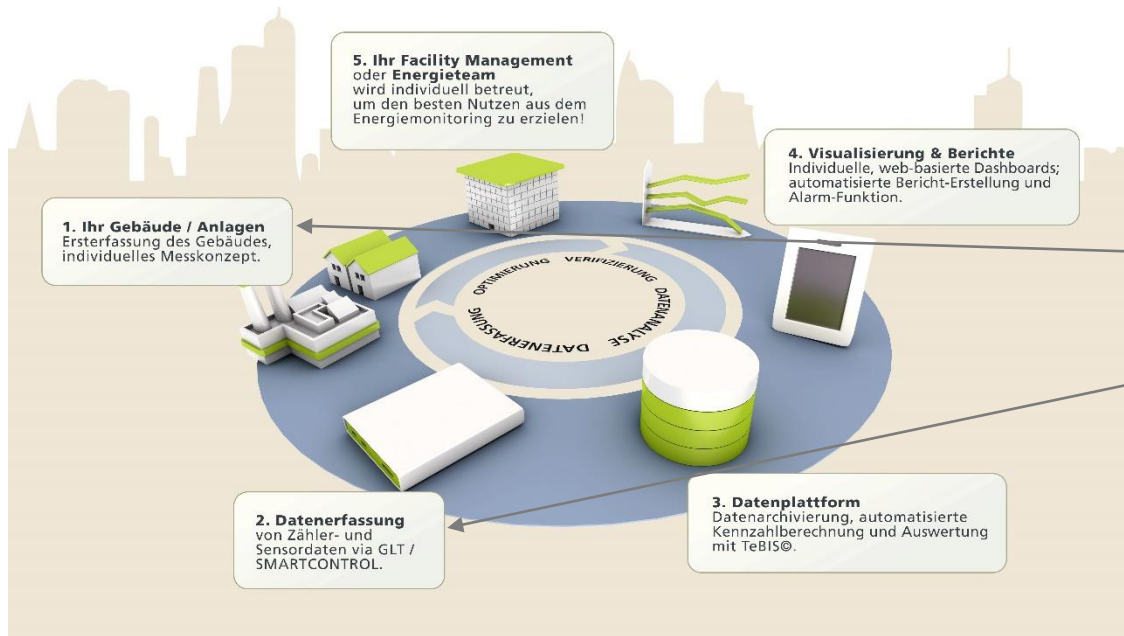 5. Ihr Facility Management
oder Energieteam
wird individuell betreut,
um den besten Nutzen aus dem
Energiemonitoring zu erzielen!
4. Visualisierung & Berichte
Individuelle, web-basierte Dashboards;
automatisierte Bericht-Erstellung und
Alarm-Funktion.
1. Ihr Gebäude / Anlagen
Ersterfassung des Gebäudes,
individuelles Messkonzept.
OPTIMIERUNG
VERIFIZIERUNG
DATENANALYSE
DATENERFASSUNG
2. Datenerfassung
von Zähler- und
Sensordaten via GLT /
SMARTCONTROL.
3. Datenplattform
Datenarchivierung, automatisierte
Kennzahlberechnung und Auswertung
mit TeBIS©.